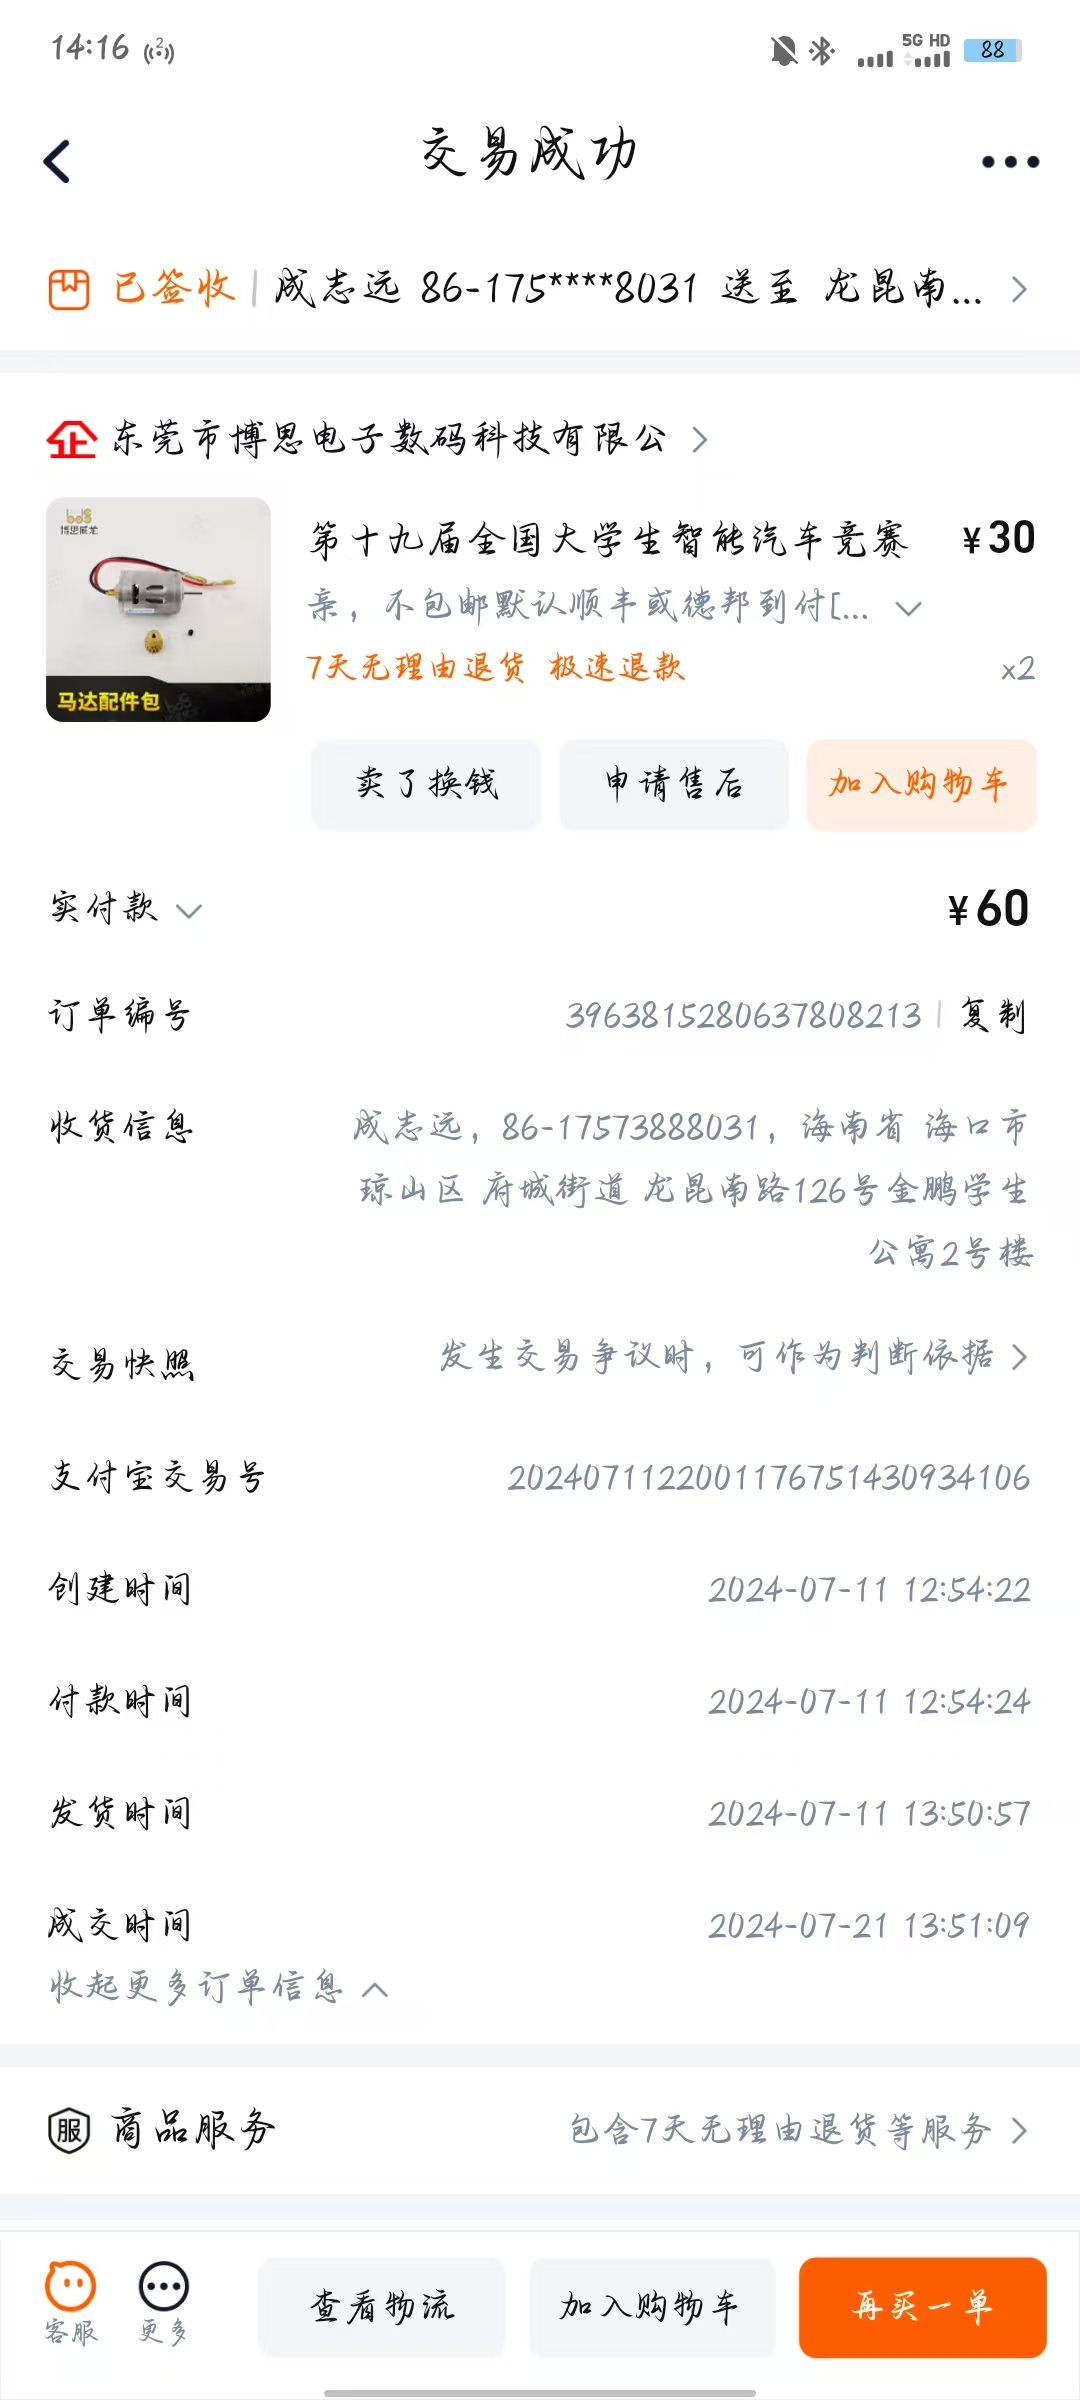 14:16
5G HD
88
交易成功
已签收 | 成志远 86-175****8031 送至 龙昆南...
企 东莞市博思电子数码科技有限公
博思威龙
马达配件包
第十九届全国大学生智能汽车竞赛 ¥30
亲，不包邮默认顺丰或德邦到付[...
7天无理由退货 极速退款 x2
卖了换钱 申请售后 加入购物车
实付款 ¥60
订单编号 3963815280637808213 | 复制
收货信息 成志远，86-17573888031，海南省 海口市
琼山区 府城街道 龙昆南路126号金鹏学生
公寓2号楼
交易快照 发生交易争议时，可作为判断依据
支付宝交易号 2024071122001176751430934106
创建时间 2024-07-11 12:54:22
付款时间 2024-07-11 12:54:24
发货时间 2024-07-11 13:50:57
成交时间 2024-07-21 13:51:09
收起更多订单信息
服 商品服务 包含7天无理由退货等服务
客服 更多 查看物流 加入购物车 再买一单